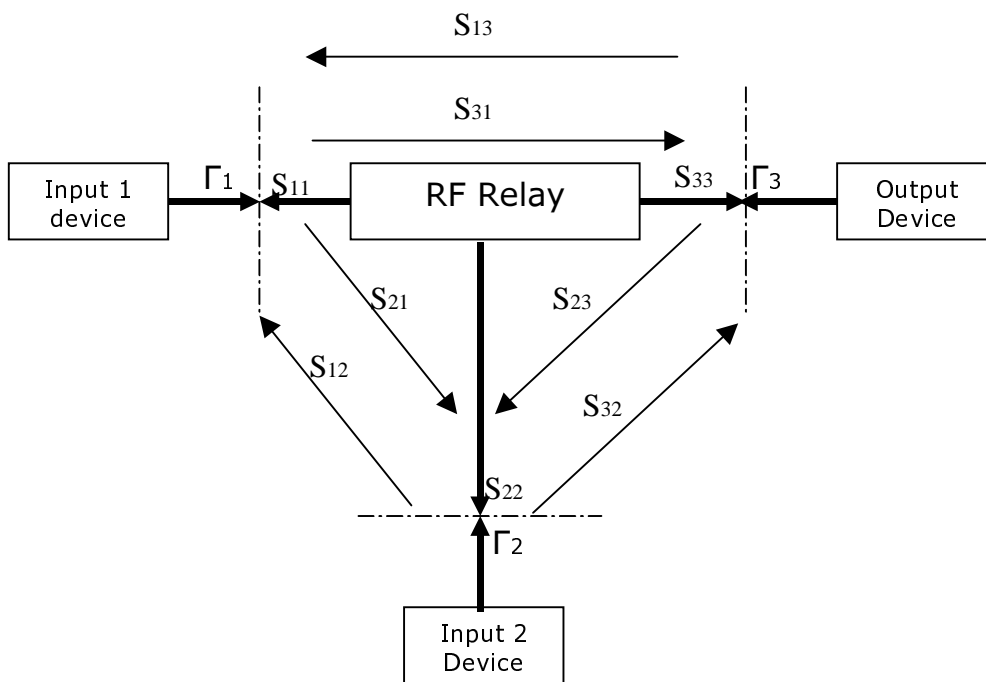 S13
S31
Input 1
device
Γ1
S11
RF Relay
S33
Γ3
Output
Device
S21
S23
S12
S32
S22
Γ2
Input 2
Device